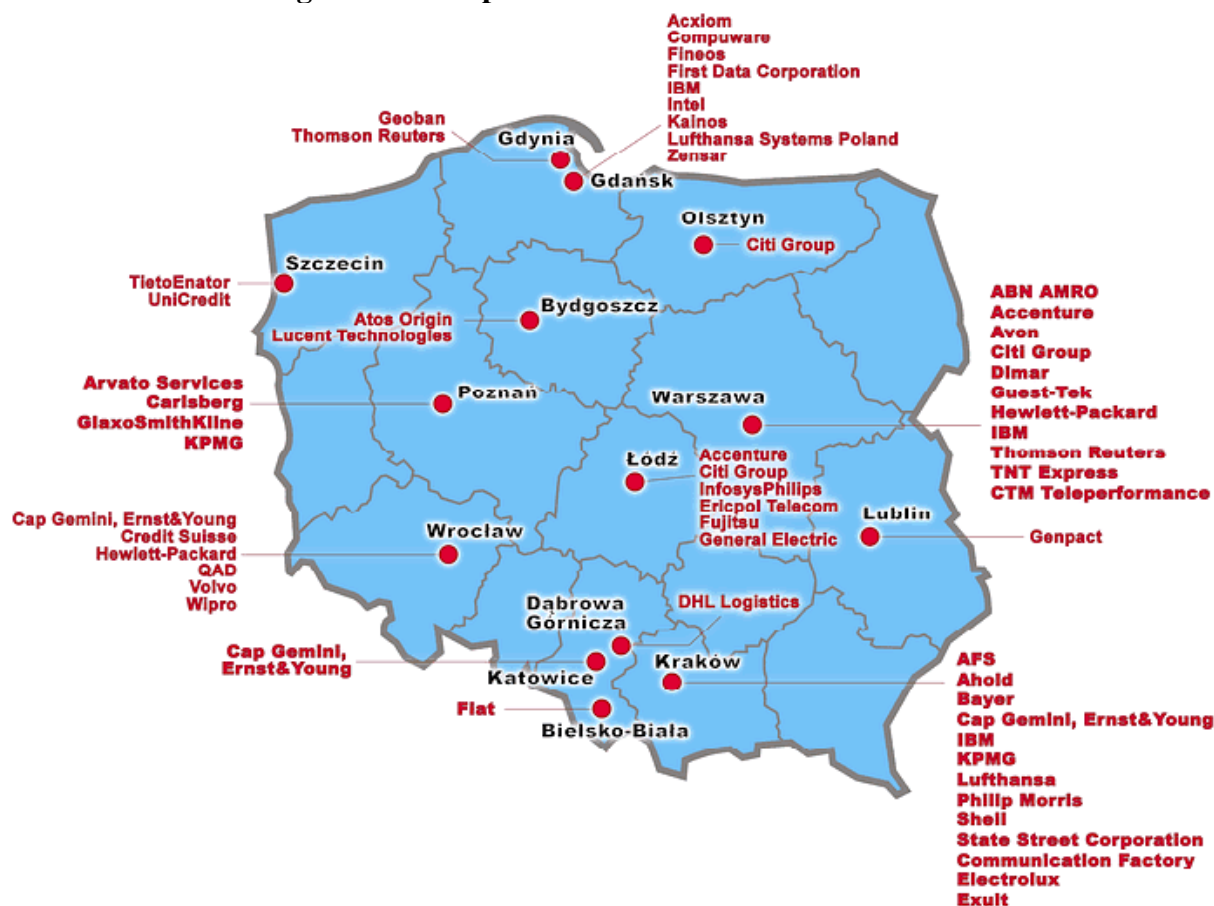 Acxiom
Compuware
Fineos
First Data Corporation
IBM
Intel
Kainos
Lufthansa Systems Poland
Zensar
Geoban
Thomson Reuters
Gdynia
Gdańsk
Olsztyn
Citi Group
Szczecin
TietoEnator
UniCredit
Bydgoszcz
Atos Origin
Lucent Technologies
ABN AMRO
Accenture
Avon
Citi Group
Dimar
Guest-Tek
Hewlett-Packard
IBM
Thomson Reuters
TNT Express
CTM Teleperformance
Arvato Services
Carlsberg
GlaxoSmithKline
KPMG
Poznań
Warszawa
Łódź
Accenture
Citi Group
InfosysPhilips
Ericpol Telecom
Fujitsu
General Electric
Lublin
Genpact
Cap Gemini, Ernst&Young
Credit Suisse
Hewlett-Packard
QAD
Volvo
Wipro
Wrocław
Dąbrowa
Górnicza
DHL Logistics
Cap Gemini,
Ernst&Young
Katowice
Kraków
Fiat
Bielsko-Biała
AFS
Ahold
Bayer
Cap Gemini, Ernst&Young
IBM
KPMG
Lufthansa
Philip Morris
Shell
State Street Corporation
Communication Factory
Electrolux
Exult